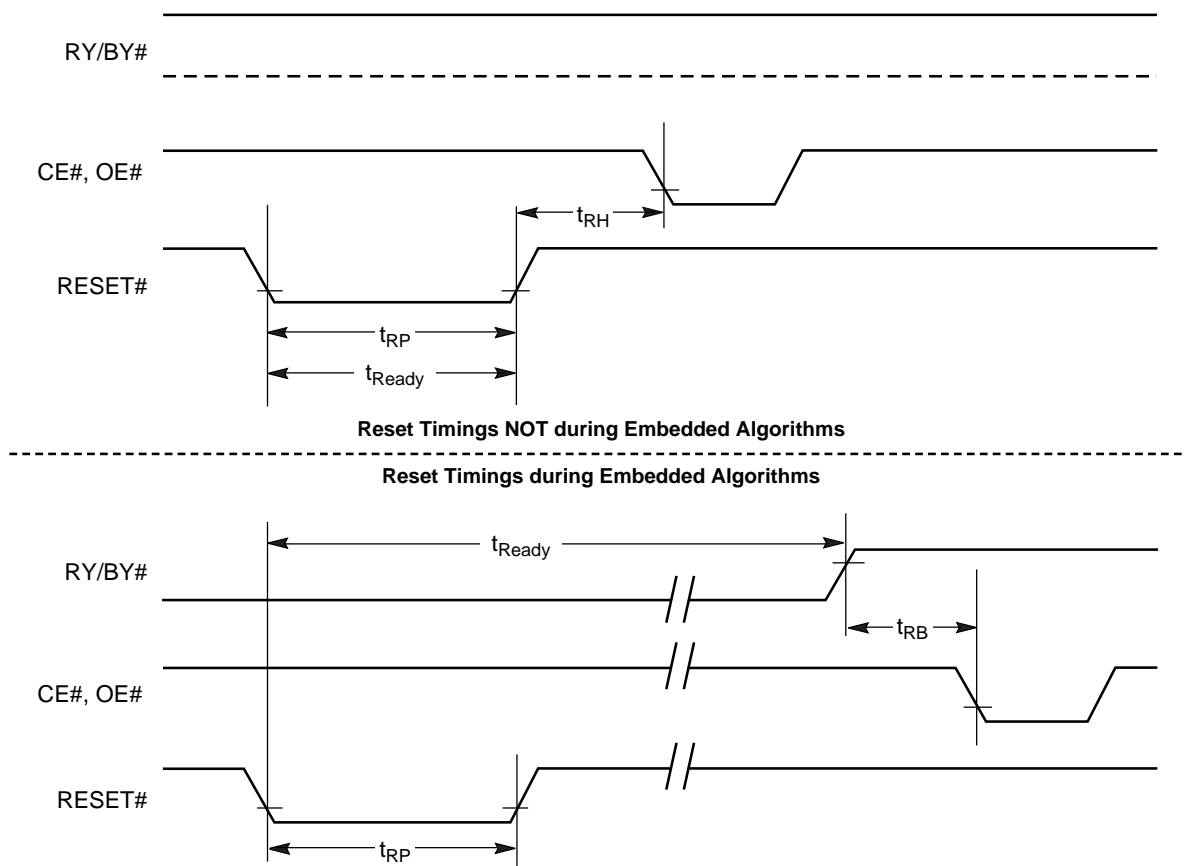 RY/BY#
CE#, OE#
tRH
RESET#
tRP
tReady
Reset Timings NOT during Embedded Algorithms
Reset Timings during Embedded Algorithms
tReady
RY/BY#
tRB
CE#, OE#
RESET#
tRP